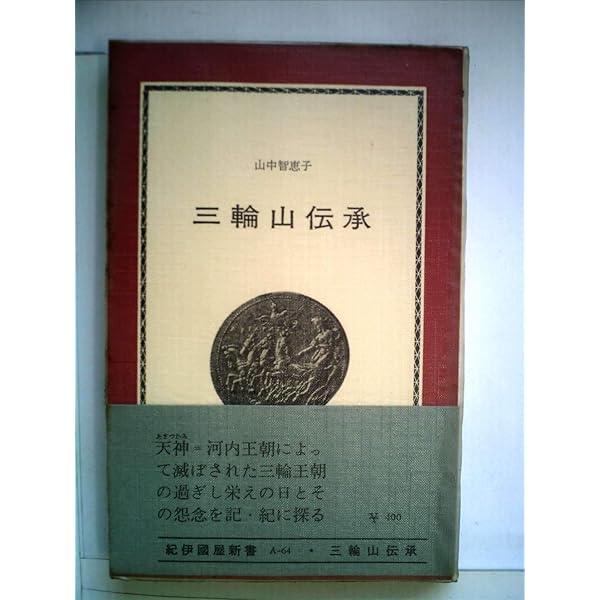 山中智恵子
三輪山伝承
あまつかみ
天神＝河内王朝によっ
て滅ぼされた三輪王朝
の過ぎし栄えの日とそ
の怨念を記・紀に探る
¥ 400
紀伊國屋新書 A-64 ・ 三輪山伝承